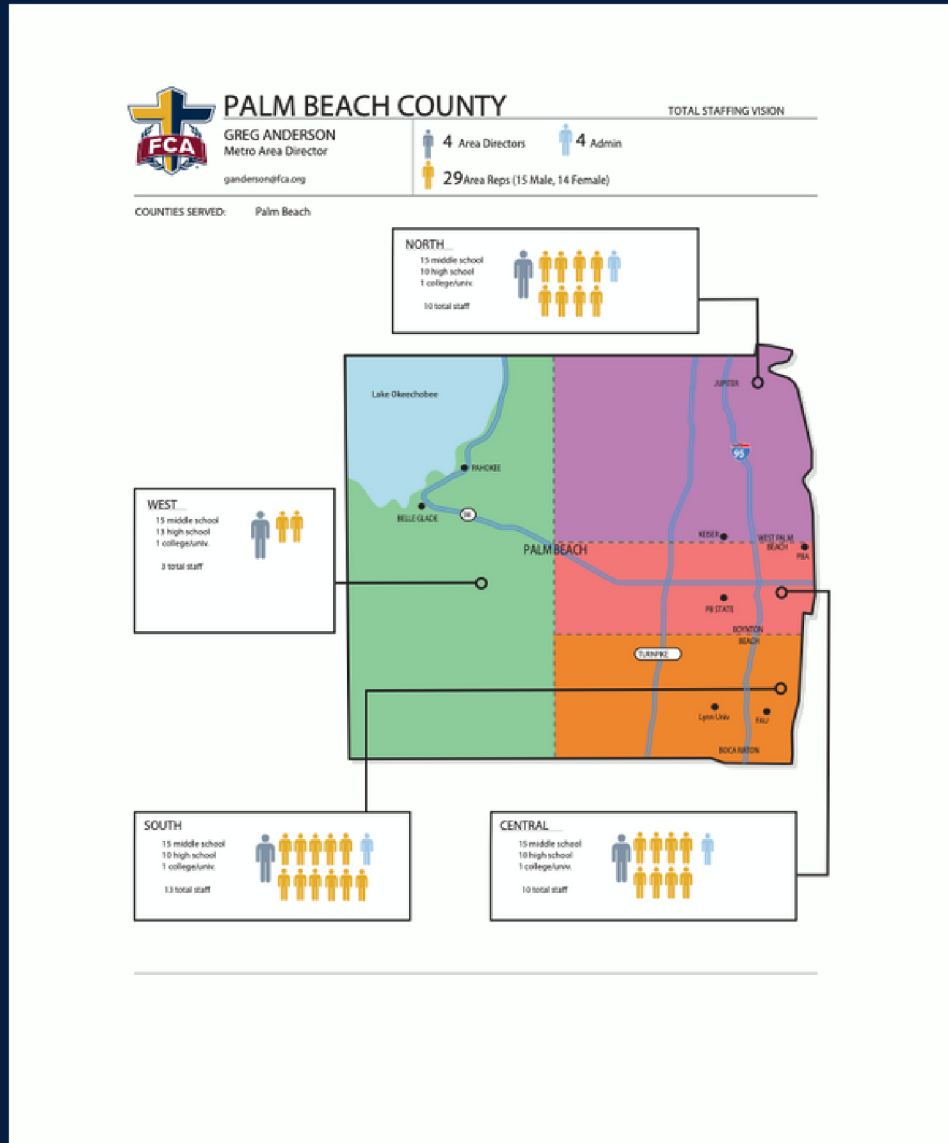 FCA
PALM BEACH COUNTY
TOTAL STAFFING VISION
GREG ANDERSON
Metro Area Director
ganderson@fca.org
4 Area Directors
4 Admin
29 Area Reps (15 Male, 14 Female)
COUNTIES SERVED: Palm Beach
NORTH
15 middle school
10 high school
1 college/univ.
10 total staff
Lake Okeechobee
JUPITER
95
PAHOKEE
BELLE GLADE
98
WEST
15 middle school
13 high school
1 college/univ.
3 total staff
PALM BEACH
KEISER
WEST PALM
BEACH
PBA
PB STATE
BOYNTON
BEACH
TURNPIKE
Lynn Univ
FAU
BOCA RATON
SOUTH
15 middle school
10 high school
1 college/univ.
13 total staff
CENTRAL
15 middle school
10 high school
1 college/univ.
10 total staff